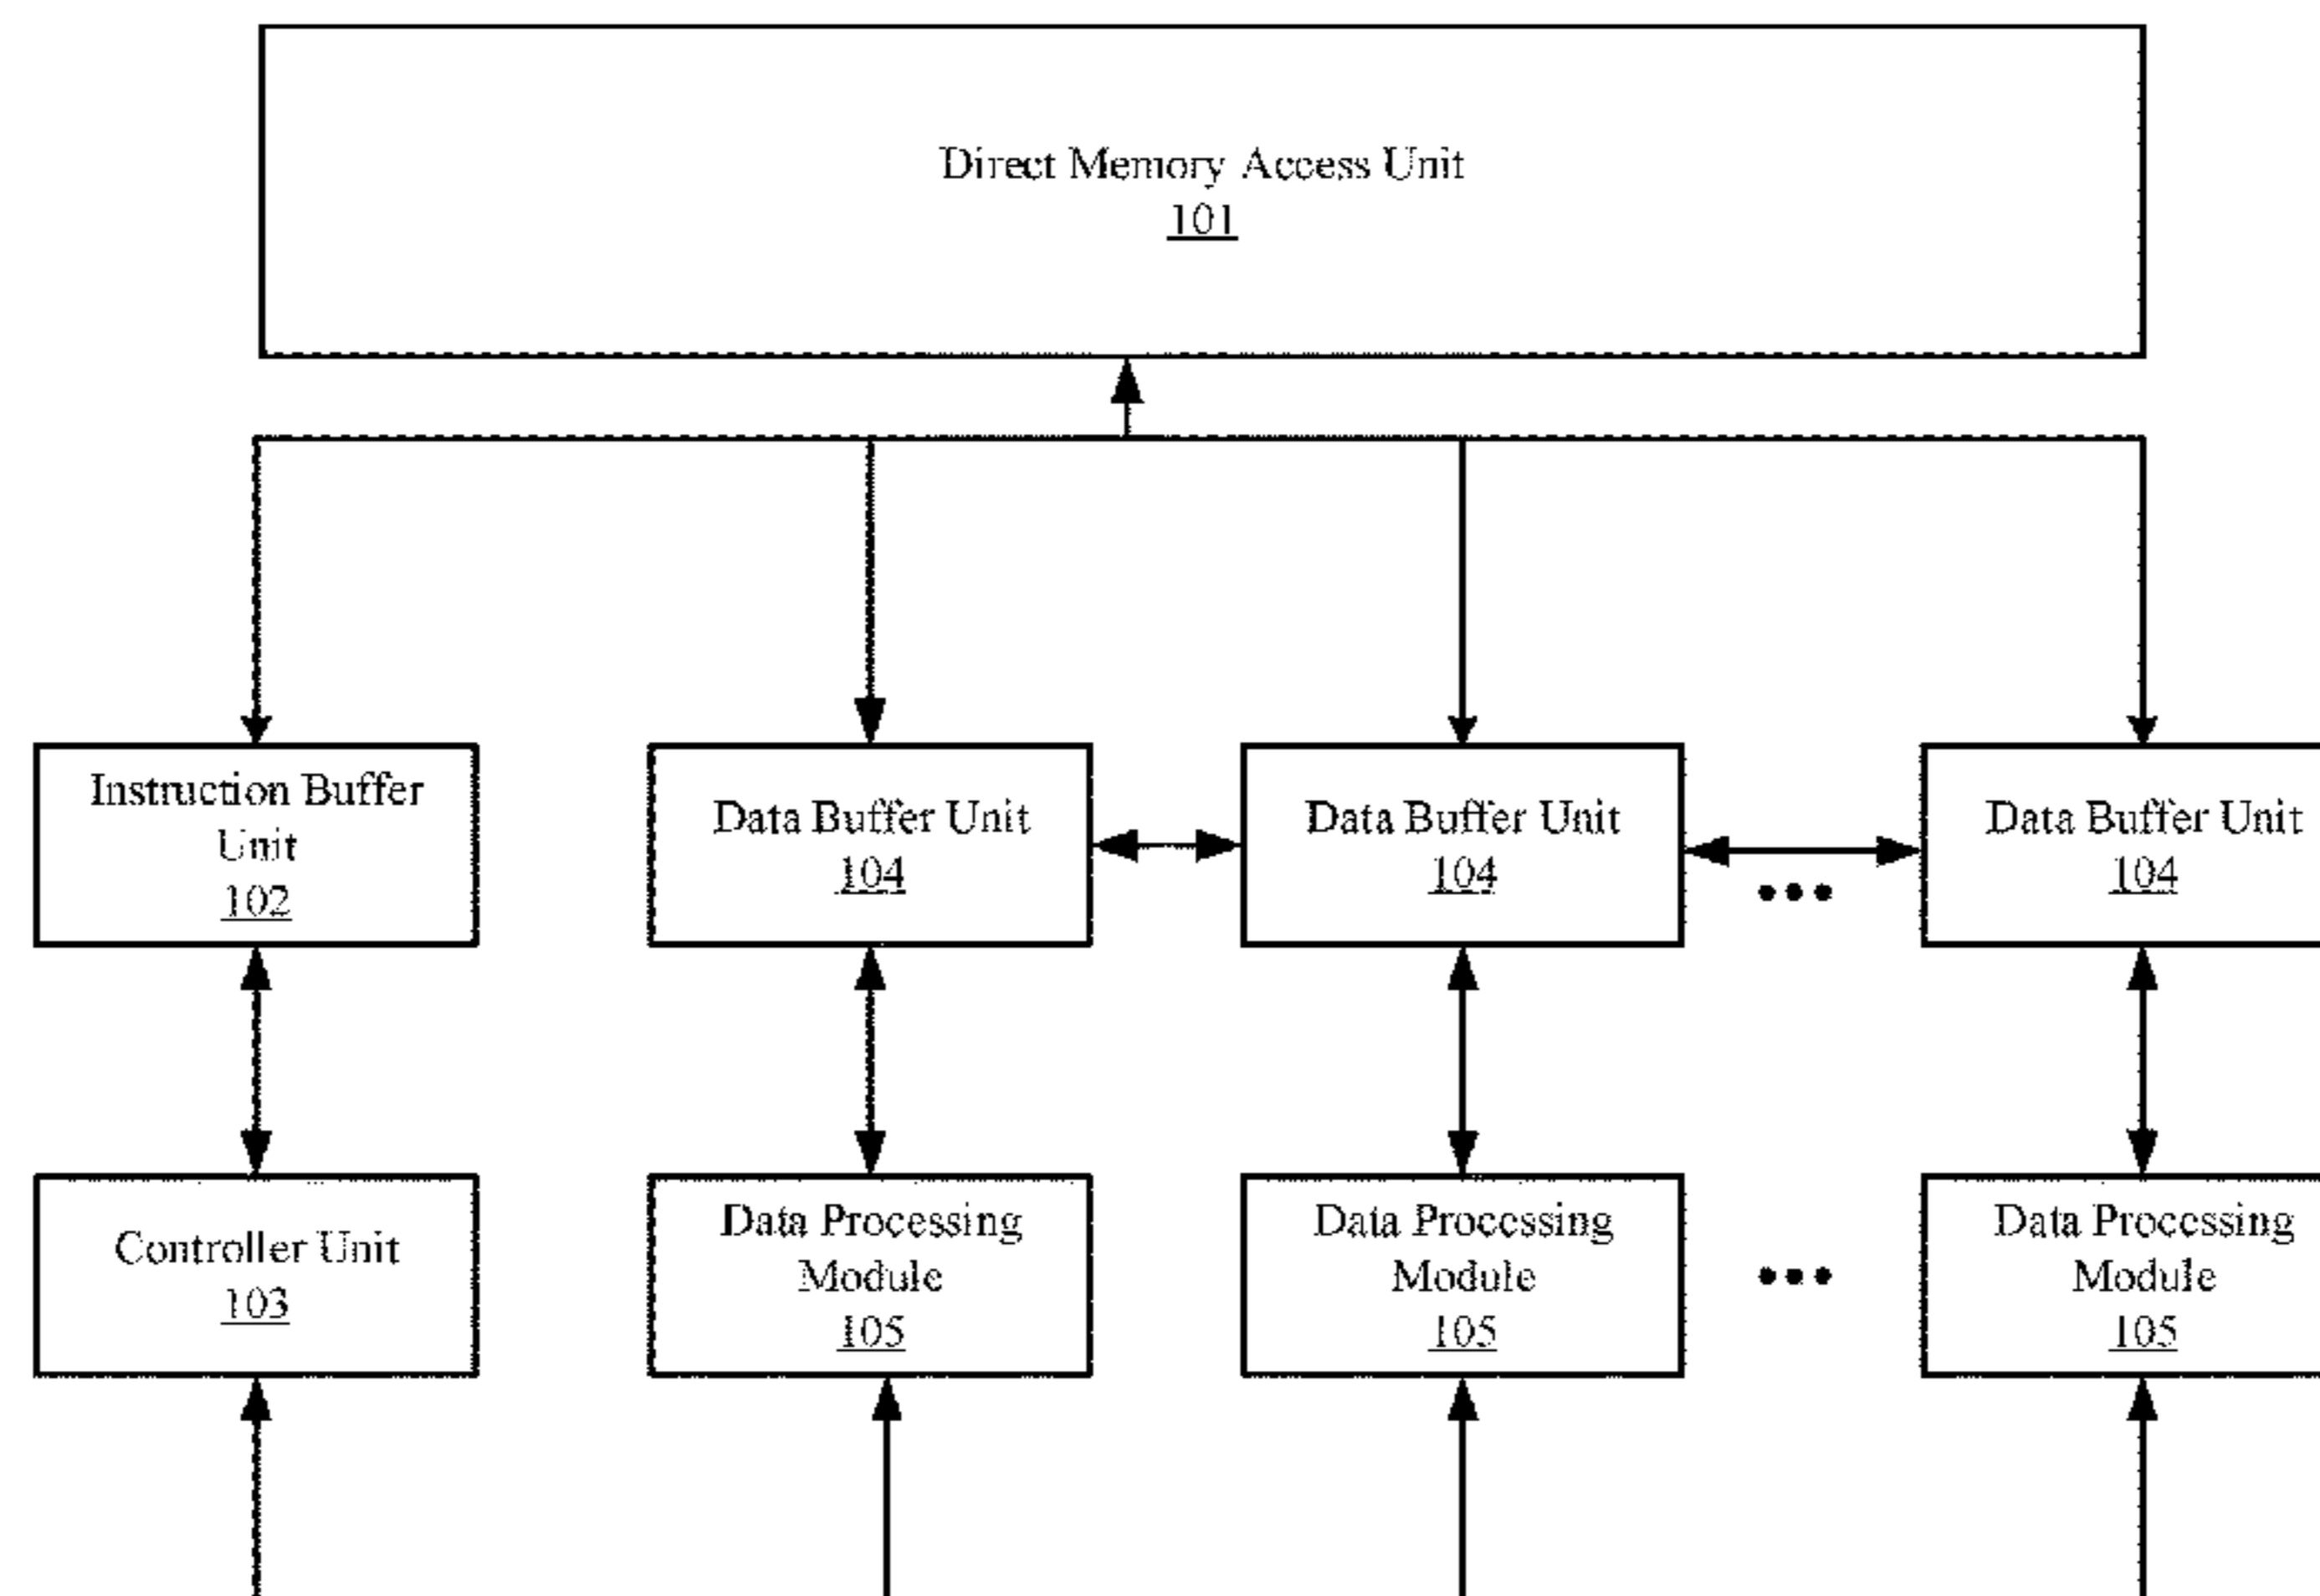 Direct Memory Access Unit
101
Instruction Buffer
Unit
102
Data Buffer Unit
104
Data Buffer Unit
104
•••
Data Buffer Unit
104
Controller Unit
103
Data Processing
Module
105
Data Processing
Module
105
•••
Data Processing
Module
105